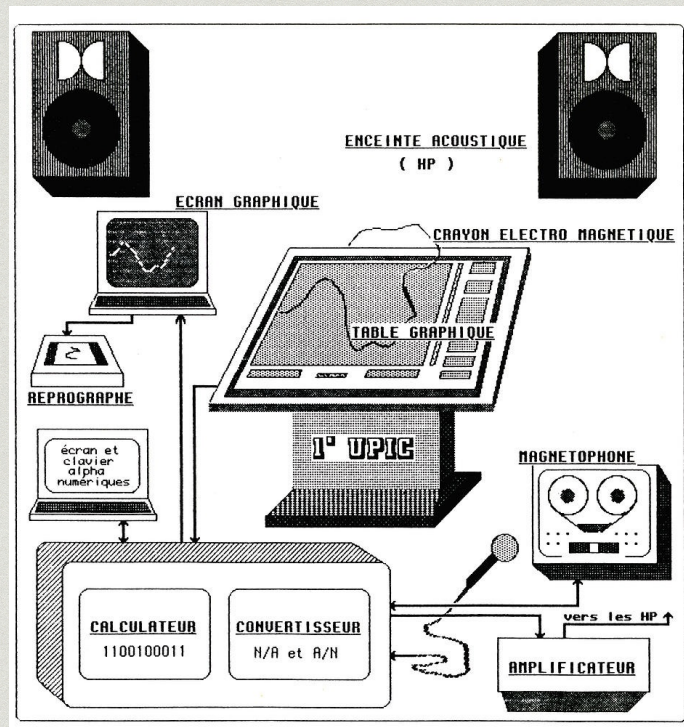 ENCEINTE ACOUSTIQUE
( HP )
ECRAN GRAPHIQUE
CRAYON ELECTRO MAGNETIQUE
TABLE GRAPHIQUE
REPROGRAPHE
1° UPIC
écran et
clavier
alpha
numériques
MAGNETOPHONE
vers les HP
CALCULATEUR
1100100011
CONVERTISSEUR
N/A et A/N
AMPLIFICATEUR